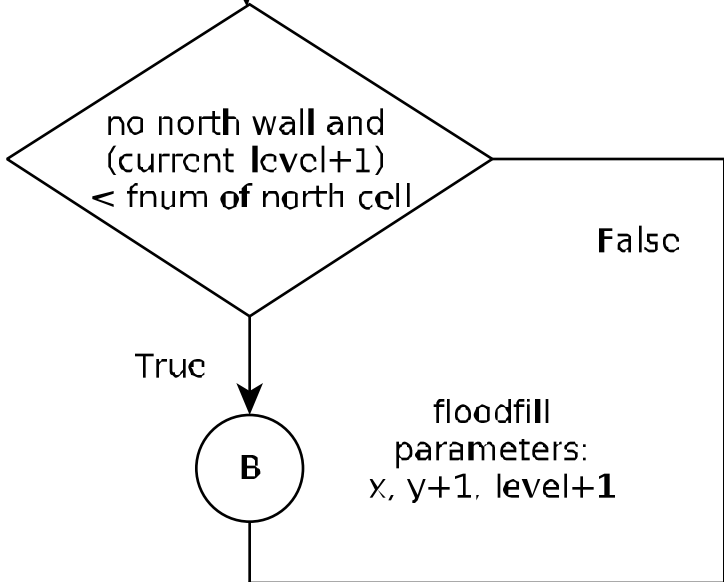 no north wall and
(current level+1)
< fnum of north cell
False
True
floodfill
parameters:
B
x, y+1, level+1